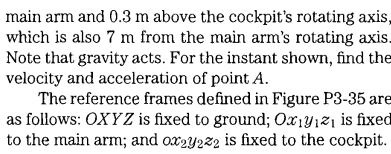 main arm and 0.3 m above the cockpit's rotating axis,
which is also 7 m from the main arm's rotating axis.
Note that gravity acts. For the instant shown, find the
velocity and acceleration of point A.
The reference frames defined in Figure P3-35 are
as follows: OXYZ is fixed to ground; Ox₁y₁z₁ is fixed
to the main arm; and ox₂y₂z₂ is fixed to the cockpit.